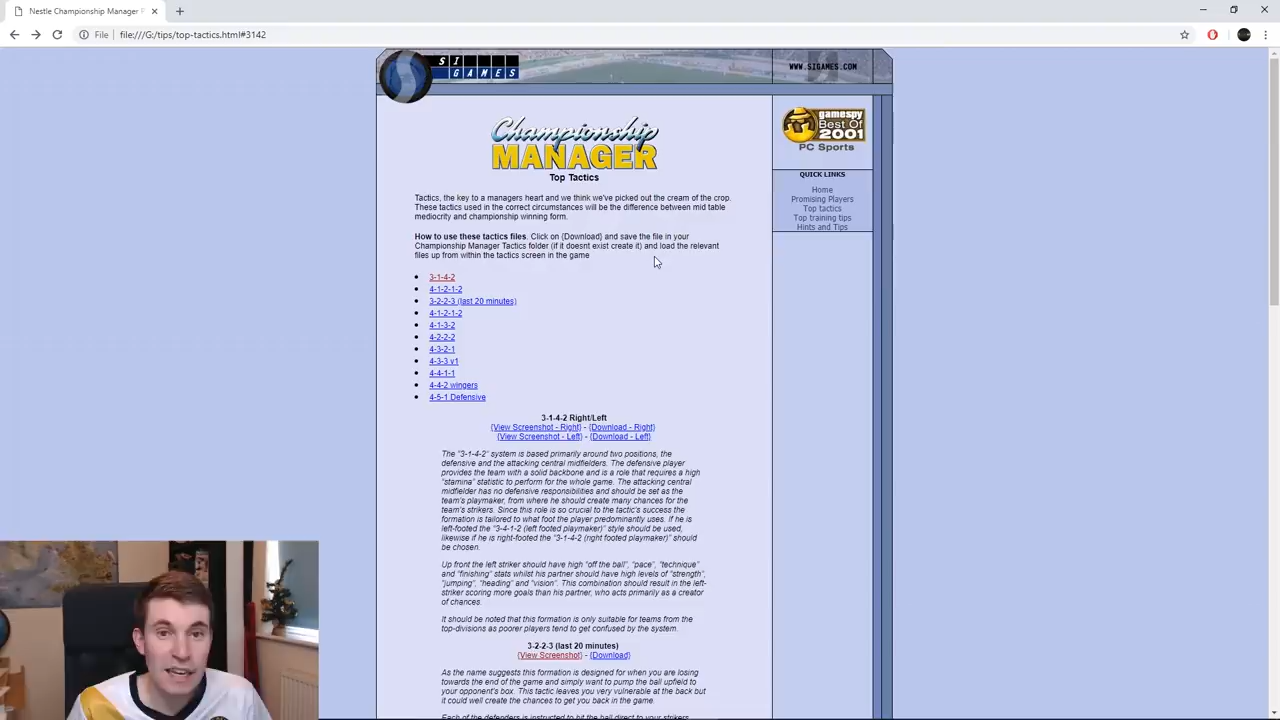 Nestle Championship Manager F
File
file:///G:/tips/top-tactics.html#3142
SI
GAMES
WWW.SIGAMES.COM
Championship
MANAGER
Top Tactics
gamespy
Best Of
2001
PC Sports
QUICK LINKS
Home
Promising Players
Top tactics
Top training tips
Hints and Tips
Tactics, the key to a managers heart and we think we've picked out the cream of the crop.
These tactics used in the correct circumstances will be the difference between mid table
mediocrity and championship winning form.
How to use these tactics files. Click on {Download} and save the file in your
Championship Manager Tactics folder (if it doesnt exist create it) and load the relevant
files up from within the tactics screen in the game
3-1-4-2
4-1-2-1-2
3-2-2-3 (last 20 minutes)
4-1-2-1-2
4-1-3-2
4-2-2-2
4-3-2-1
4-3-3 v1
4-4-1-1
4-4-2 wingers
4-5-1 Defensive
3-1-4-2 Right/Left
{View Screenshot - Right} - {Download - Right}
{View Screenshot - Left} - {Download - Left}
The "3-1-4-2" system is based primarily around two positions, the
defensive and the attacking central midfielders. The defensive player
provides the team with a solid backbone and is a role that requires a high
"stamina" statistic to perform for the whole game. The attacking central
midfielder has no defensive responsibilities and should be set as the
team's playmaker, from where he should create many chances for the
team's strikers. Since this role is so crucial to the tactic's success the
formation is tailored to what foot the player predominantly uses. If he is
left-footed the "3-4-1-2 (left footed playmaker)" style should be used,
likewise if he is right-footed the "3-1-4-2 (right footed playmaker)" should
be chosen.
Up front the left striker should have high "off the ball", "pace", "technique"
and "finishing" stats whilst his partner should have high levels of "strength",
"jumping", "heading" and "vision". This combination should result in the left-
striker scoring more goals than his partner, who acts primarily as a creator
of chances.
It should be noted that this formation is only suitable for teams from the
top-divisions as poorer players tend to get confused by the system.
3-2-2-3 (last 20 minutes)
{View Screenshot} - {Download}
As the name suggests this formation is designed for when you are losing
towards the end of the game and simply want to pump the ball upfield to
your opponent's box. This tactic leaves you very vulnerable at the back but
it could well create the chances to get you back in the game.
Each of the defenders is instructed to hit the ball direct to your strikers